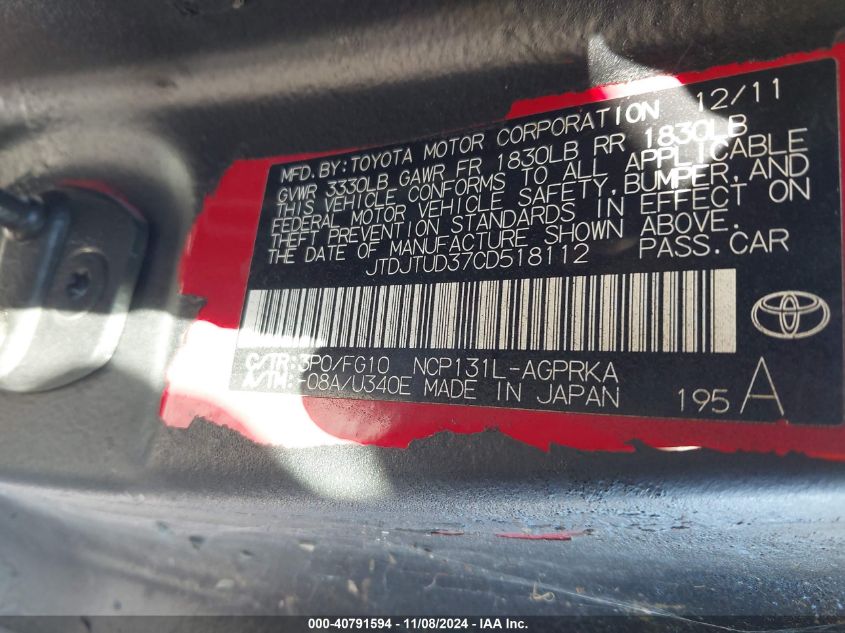 MFD.BY:TOYOTA MOTOR CORPORATION 12/11
GVWR 3330LB GAWR FR 1830LB RR 1830LB
THIS VEHICLE CONFORMS TO ALL APPLICABLE
FEDERAL MOTOR VEHICLE SAFETY,BUMPER,AND
THEFT PREVENTION STANDARDS IN EFFECT ON
THE DATE OF MANUFACTURE SHOWN ABOVE.
JTDJTUD37CD518112 PASS.CAR
C/TR:3P0/FG10 NCP131L-AGPRKA
A/TM:-08A/U340E MADE IN JAPAN 195 A
000-40791594 - 11/08/2024 - IAA Inc.